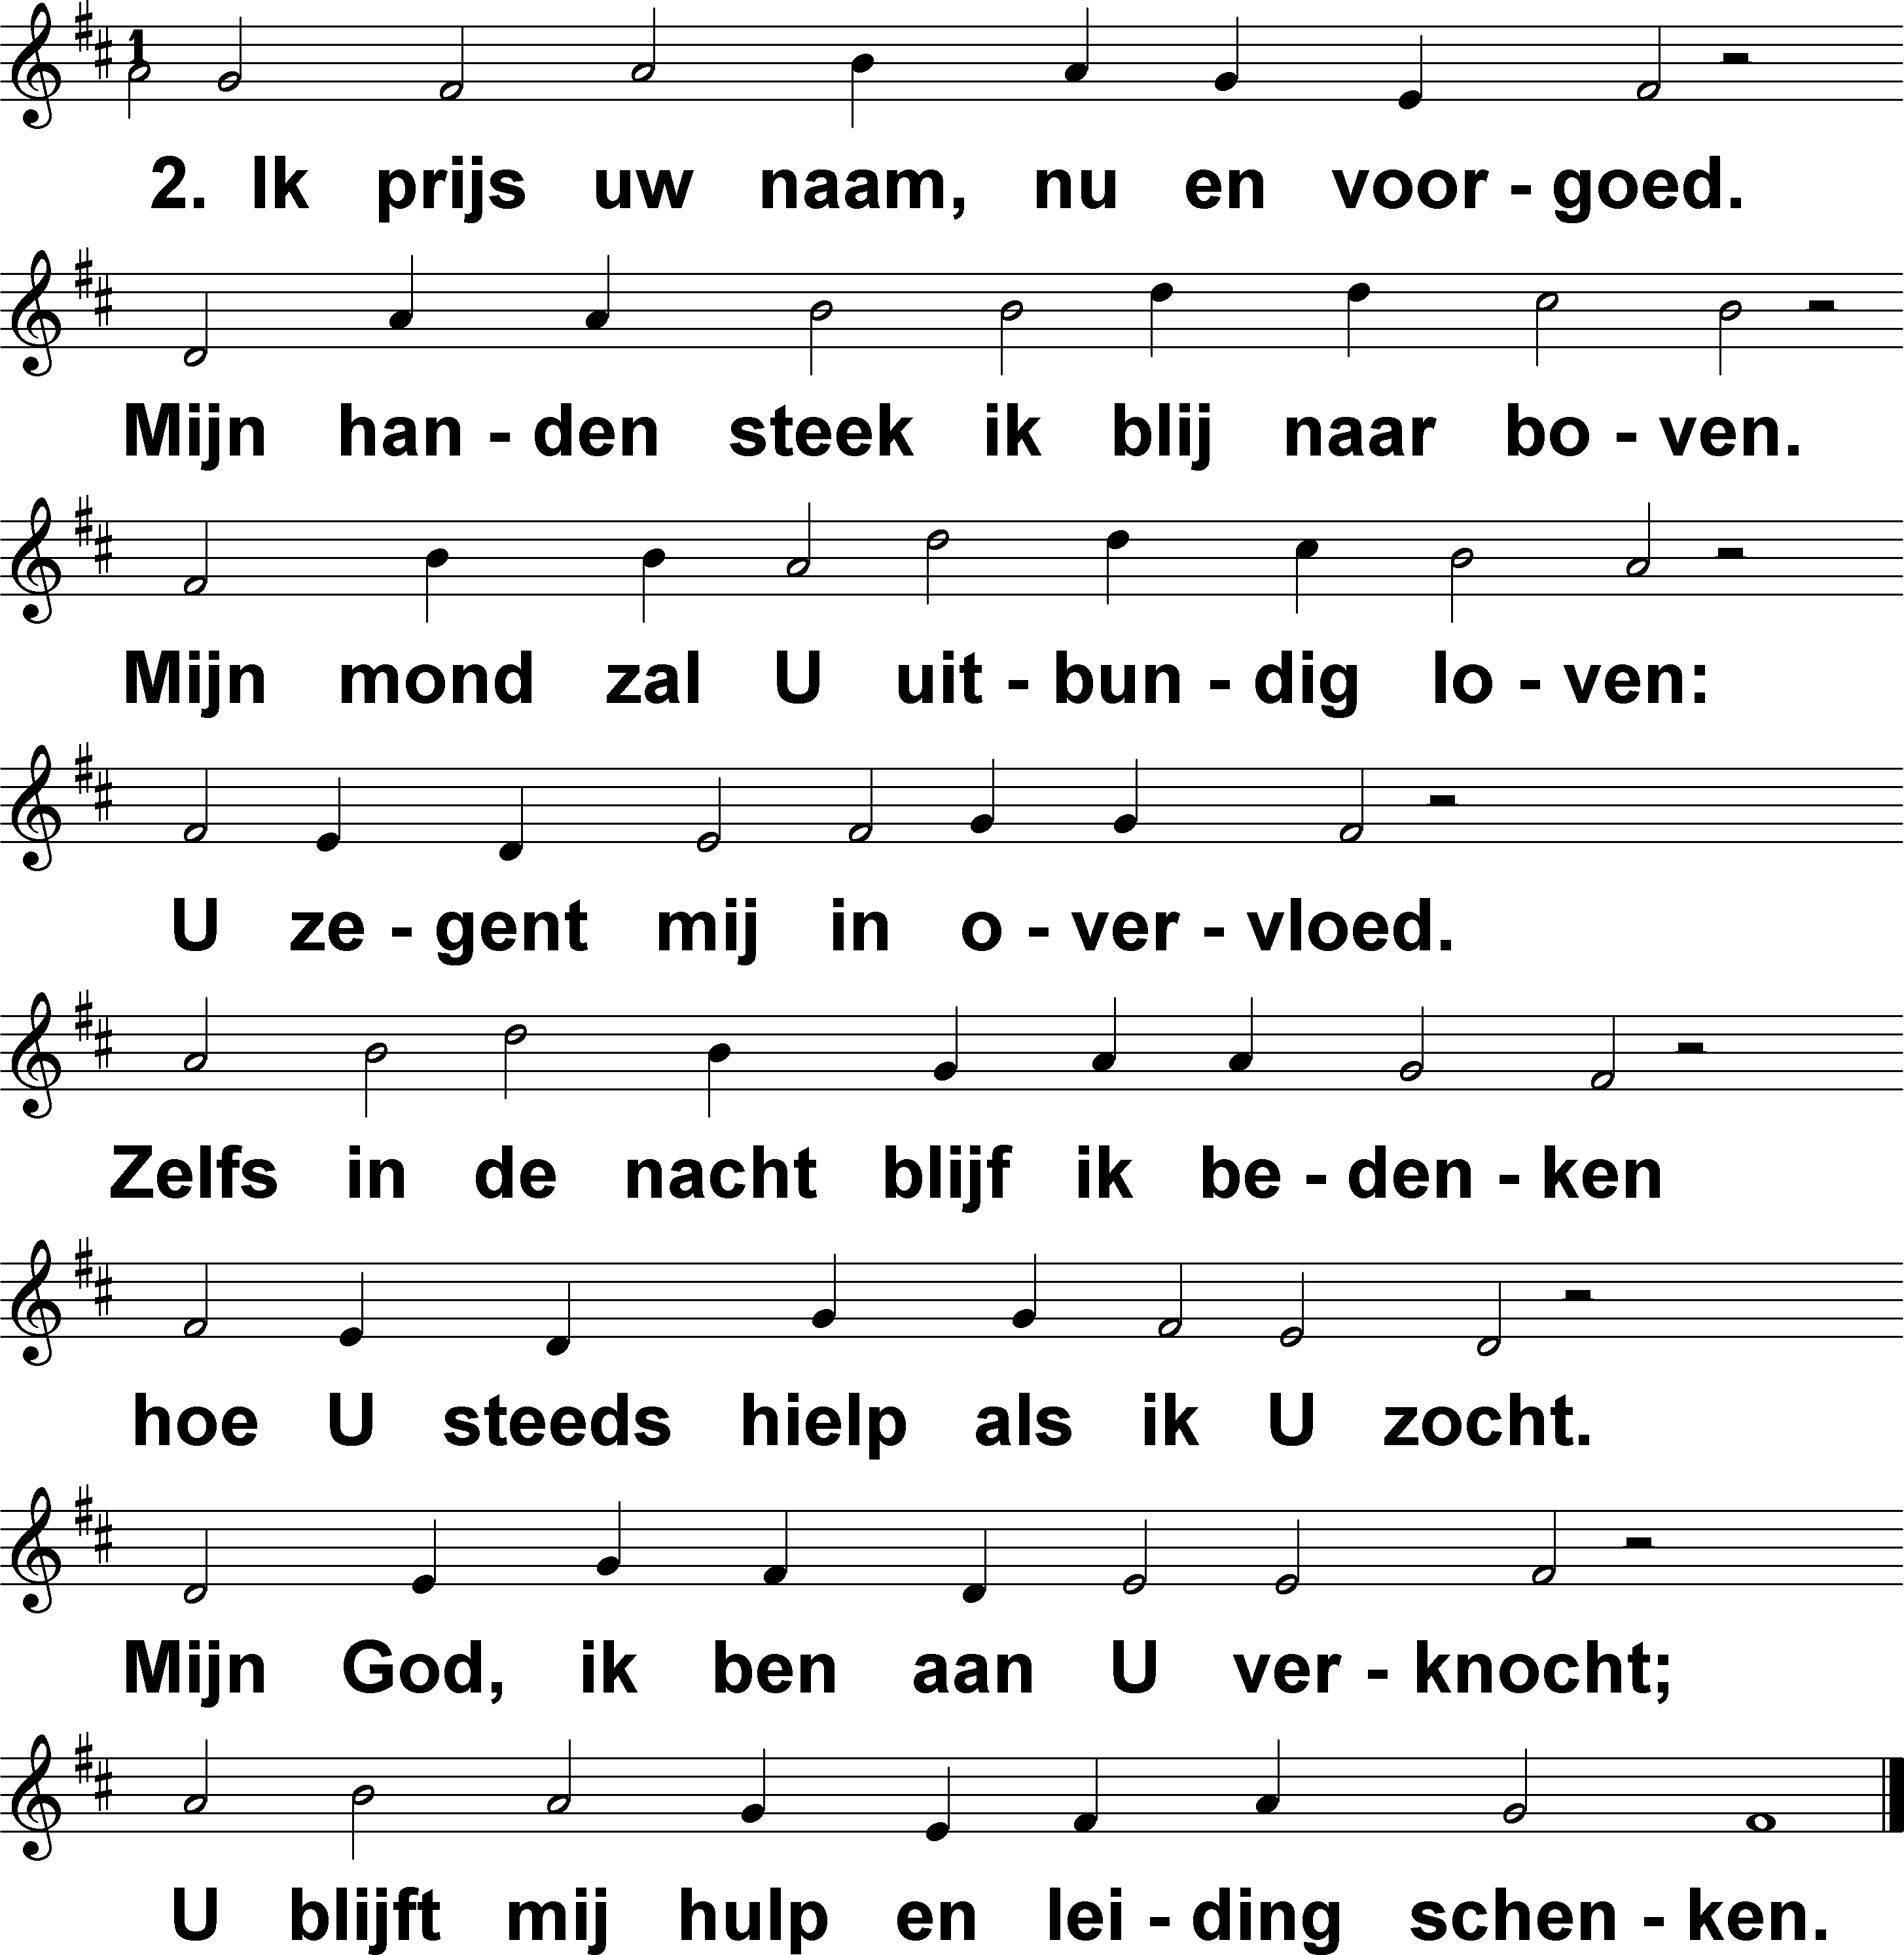 1
2. Ik prijs uw naam, nu en voor - goed.
Mijn han - den steek ik blij naar bo - ven.
Mijn mond zal U uit - bun - dig lo - ven:
U ze - gent mij in o - ver - vloed.
Zelfs in de nacht blijf ik be - den - ken
hoe U steeds hielp als ik U zocht.
Mijn God, ik ben aan U ver - knocht;
U blijft mij hulp en lei - ding schen - ken.